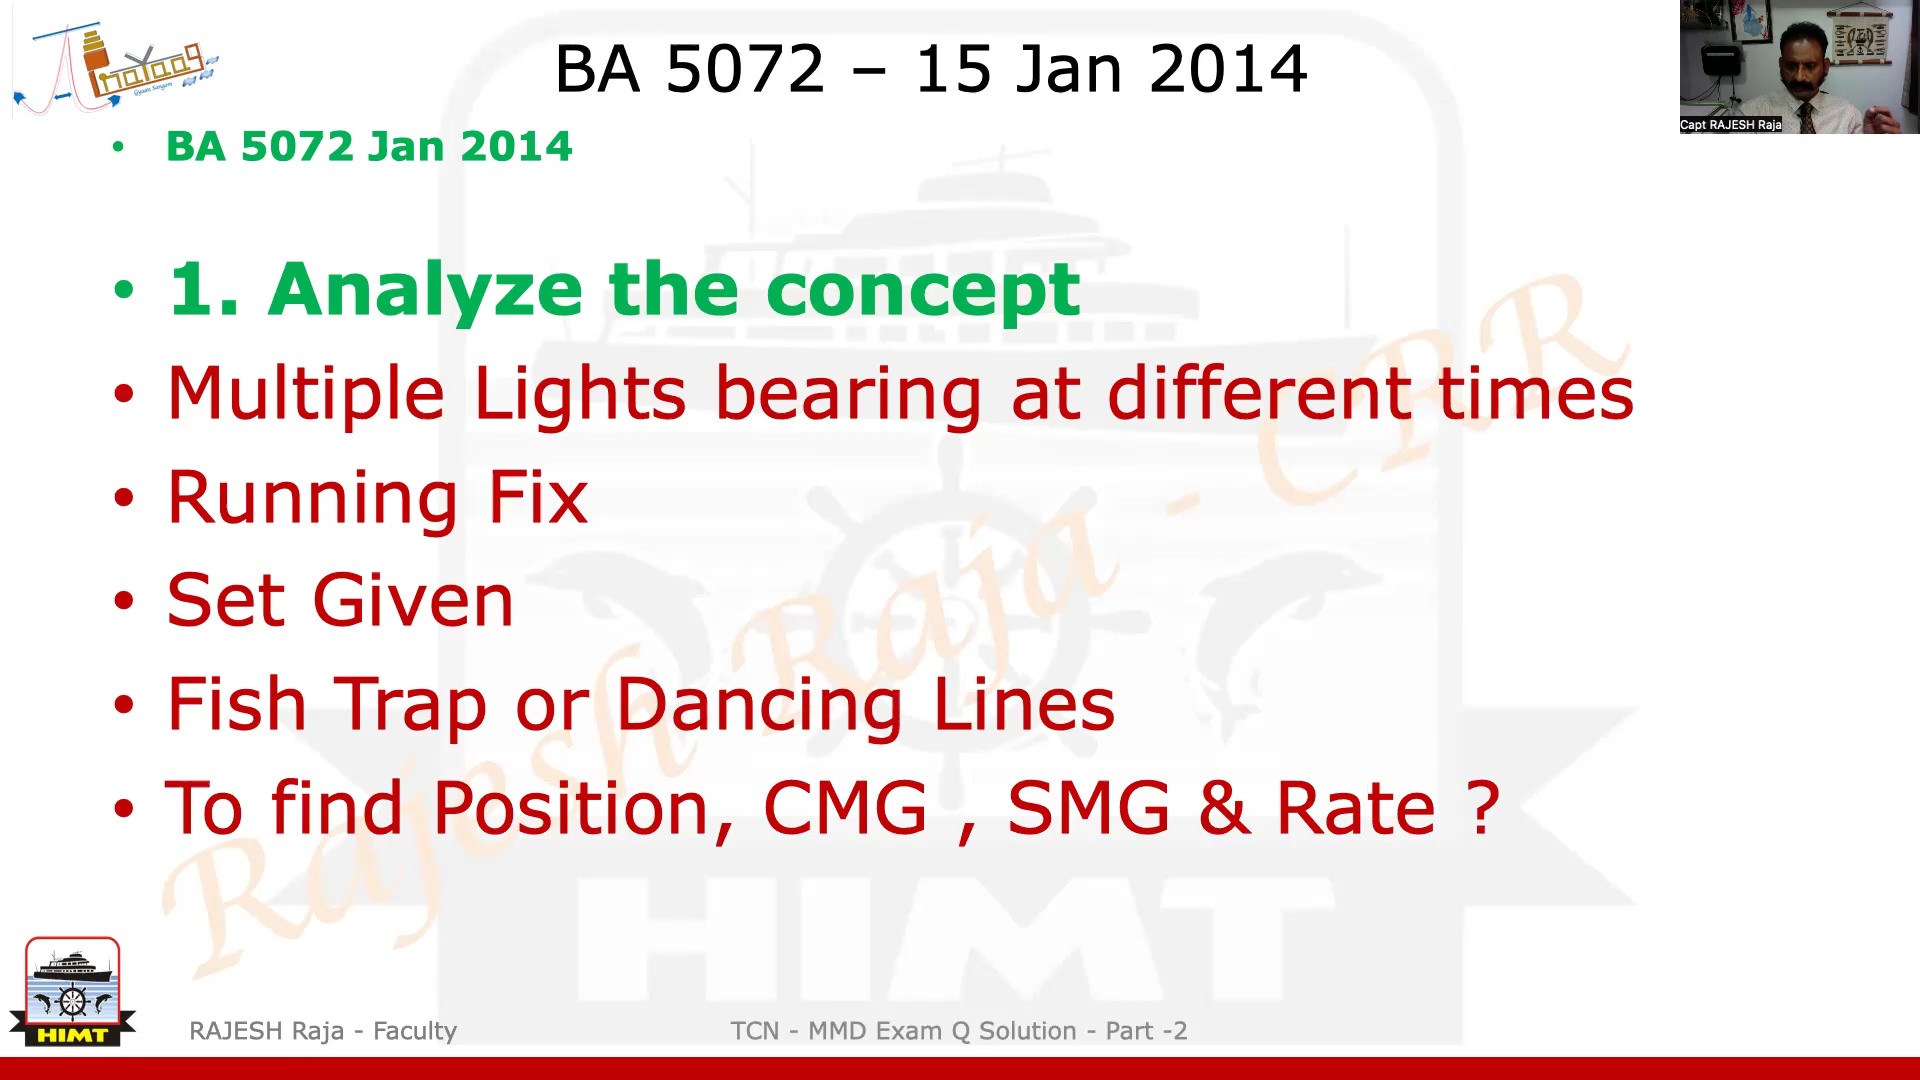 BA 5072 – 15 Jan 2014
Capt RAJESH Raja
• BA 5072 Jan 2014
• 1. Analyze the concept
• Multiple Lights bearing at different times
• Running Fix
• Set Given
• Fish Trap or Dancing Lines
• To find Position, CMG , SMG & Rate ?
Rajesh Raja - CRR
HIMT
HIMT
RAJESH Raja - Faculty
TCN - MMD Exam Q Solution - Part -2